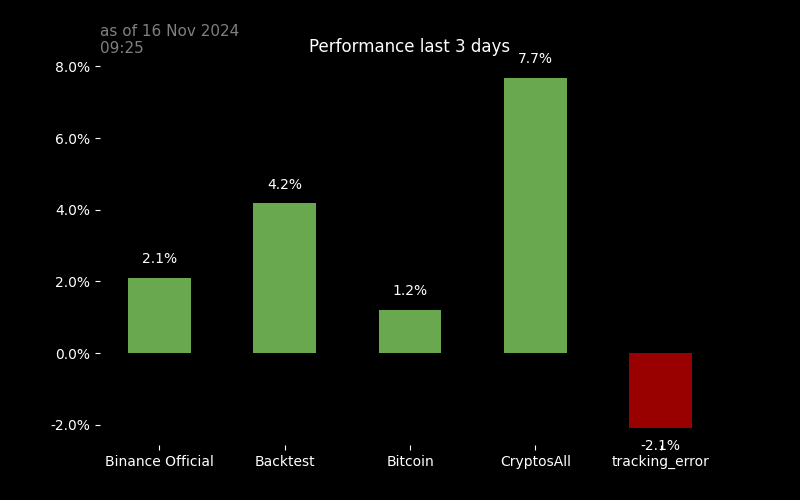 as of 16 Nov 2024
09:25
Performance last 3 days
8.0%
6.0%
4.0%
2.0%
0.0%
-2.0%
2.1%
4.2%
1.2%
7.7%
-2.1%
Binance Official
Backtest
Bitcoin
CryptosAll
tracking_error